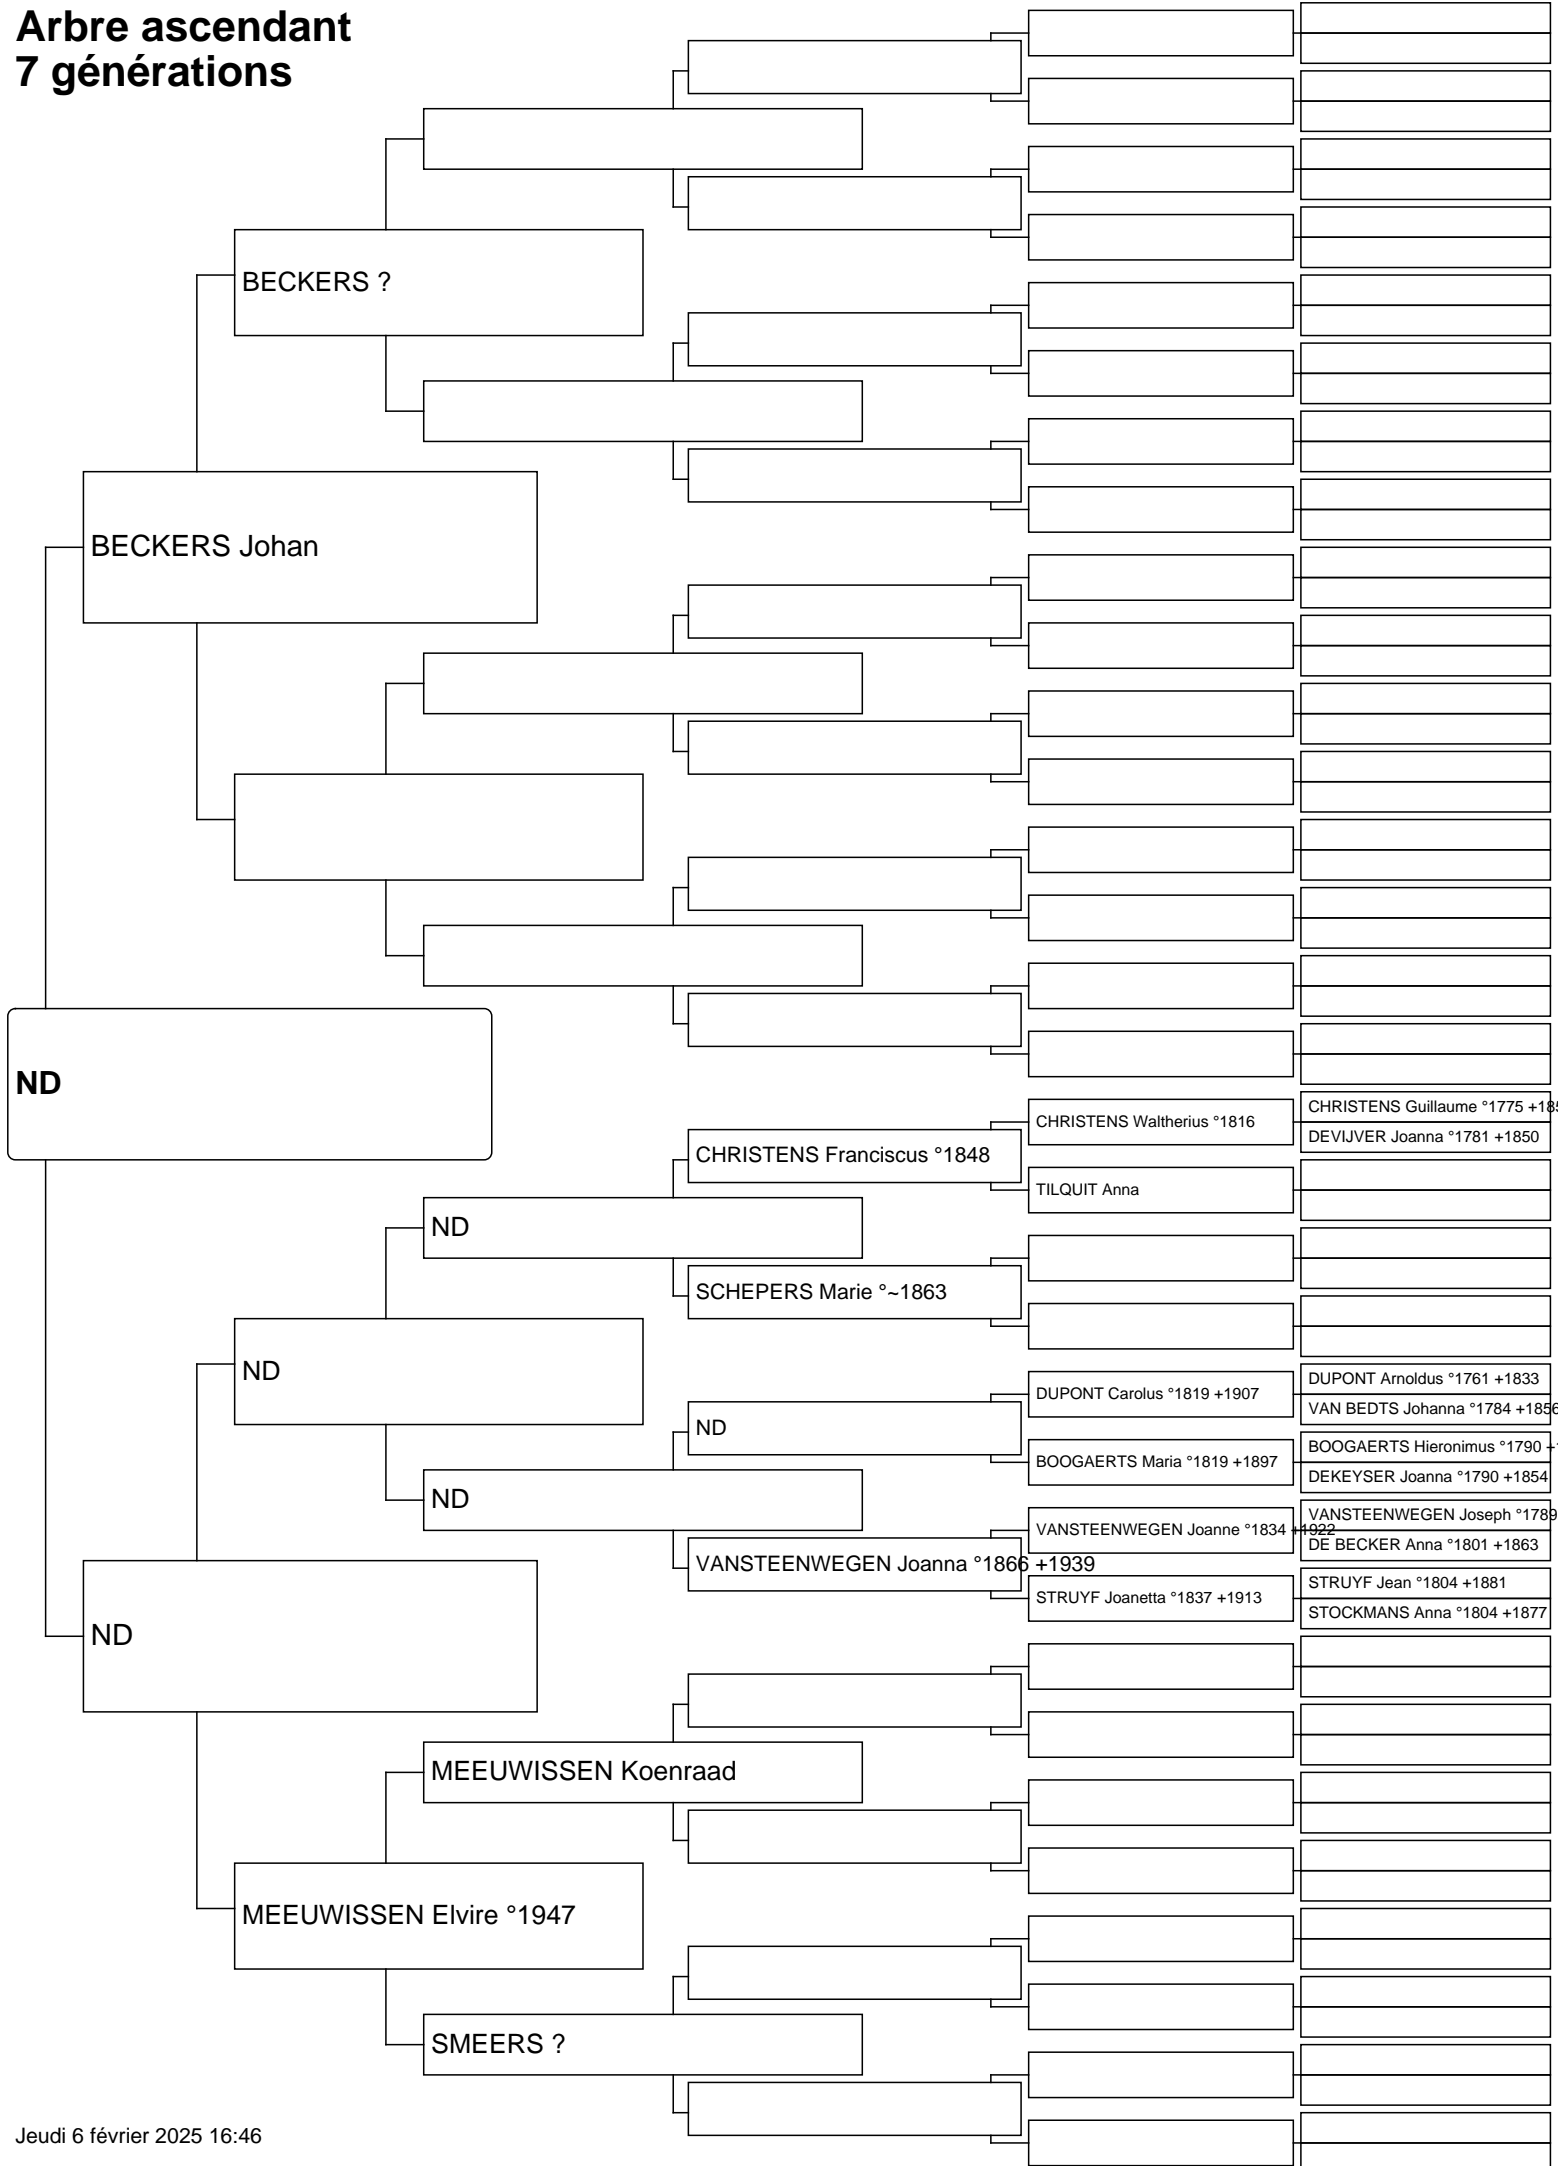 Arbre ascendant
7 générations
BECKERS ?
BECKERS Johan
ND
CHRISTENS Guillaume °1775 +185
CHRISTENS Waltherius °1816
DEVIJVER Joanna °1781 +1850
CHRISTENS Franciscus °1848
TILQUIT Anna
ND
SCHEPERS Marie °~1863
ND
DUPONT Arnoldus °1761 +1833
DUPONT Carolus °1819 +1907
VAN BEDTS Johanna °1784 +1856
ND
BOOGAERTS Hieronimus °1790 +
BOOGAERTS Maria °1819 +1897
DEKEYSER Joanna °1790 +1854
ND
VANSTEENWEGEN Joseph °1789
VANSTEENWEGEN Joanne °1834 +1922
DE BECKER Anna °1801 +1863
VANSTEENWEGEN Joanna °1866 +1939
STRUYF Jean °1804 +1881
STRUYF Joanetta °1837 +1913
STOCKMANS Anna °1804 +1877
ND
MEEUWISSEN Koenraad
MEEUWISSEN Elvire °1947
SMEERS ?
Jeudi 6 février 2025 16:46